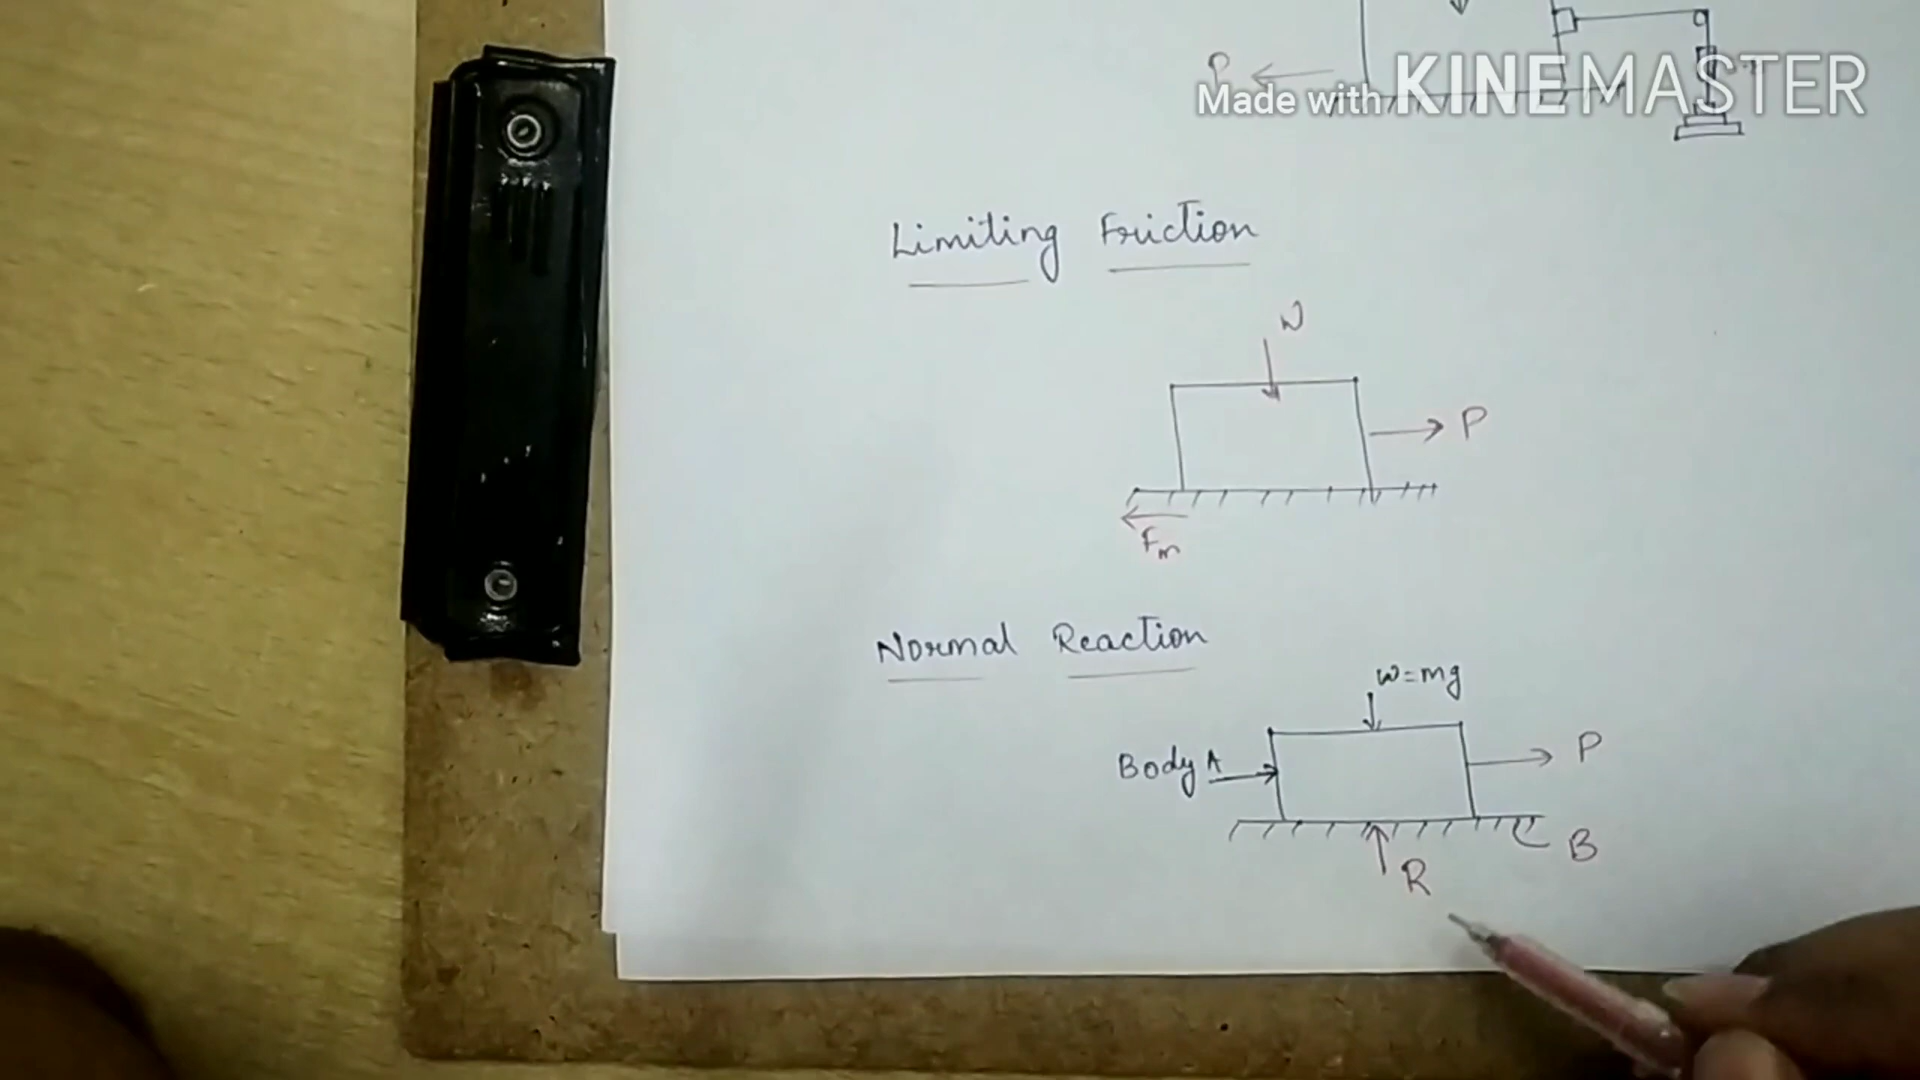 P
Made with KINEMASTER
Limiting Friction
W
P
Fm
Normal Reaction
W=mg
Body A
P
B
R